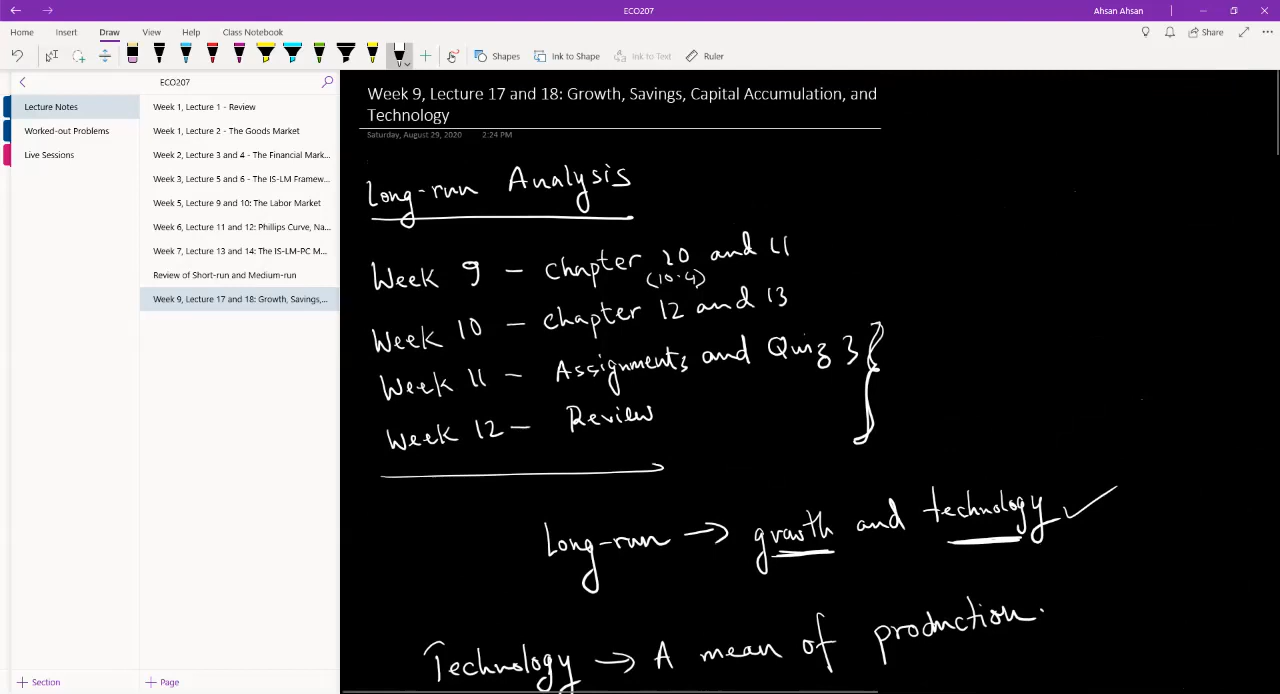 ECO207
Ahsan Ahsan
Home Insert Draw View Help Class Notebook
Share
Shapes Ink to Shape Ink to Text Ruler
ECO207
Lecture Notes
Worked-out Problems
Live Sessions
Week 1, Lecture 1 - Review
Week 1, Lecture 2 - The Goods Market
Week 2, Lecture 3 and 4 - The Financial Mark...
Week 3, Lecture 5 and 6 - The IS-LM Framew...
Week 5, Lecture 9 and 10: The Labor Market
Week 6, Lecture 11 and 12: Phillips Curve, Na...
Week 7, Lecture 13 and 14: The IS-LM-PC M...
Review of Short-run and Medium-run
Week 9, Lecture 17 and 18: Growth, Savings,...
+ Section
+ Page
Week 9, Lecture 17 and 18: Growth, Savings, Capital Accumulation, and
Technology
Saturday, August 29, 2020 2:24 PM
Long-run Analysis
Week 9 - chapter 20 and 11
(10.4)
Week 10 - chapter 12 and 13
Week 11 - Assignments and Quiz 3
Week 12 - Review
Long-run → growth and technology ✓
Technology → A mean of production.